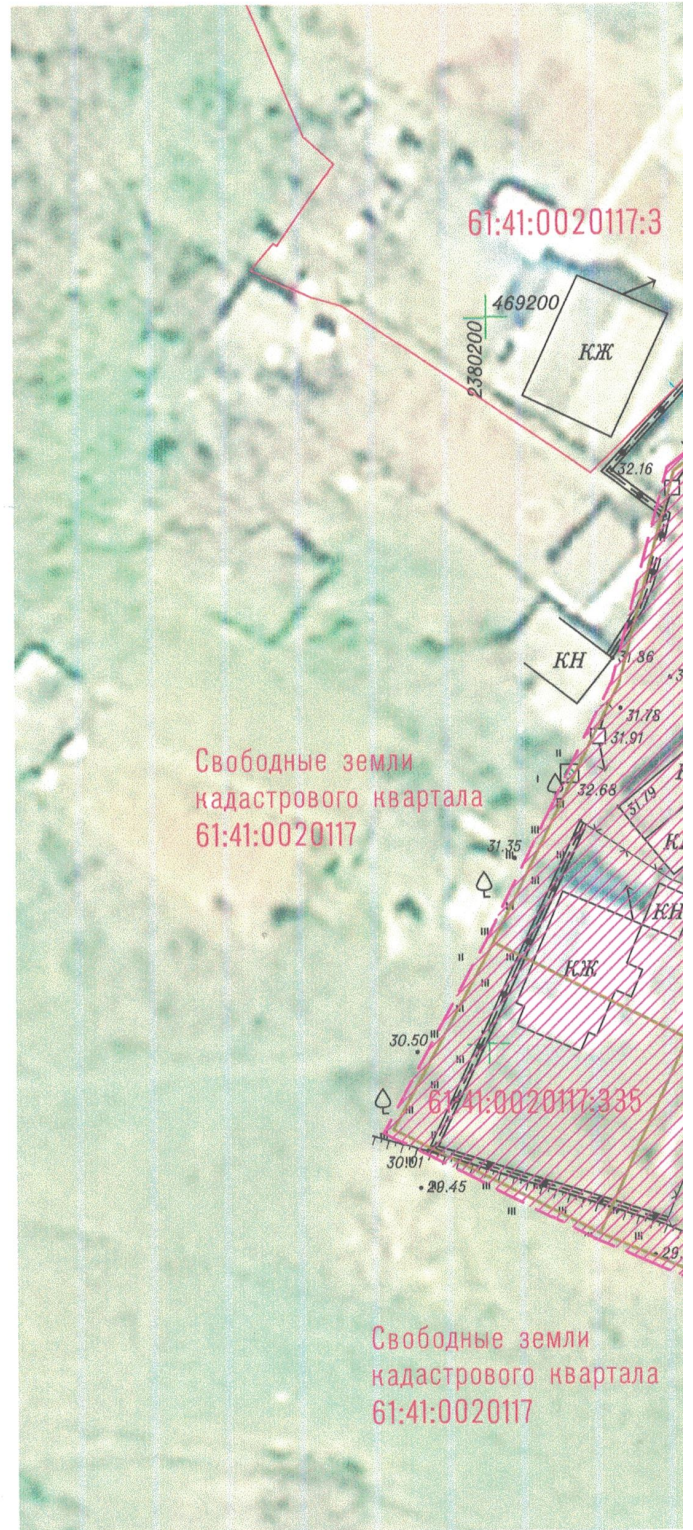 61:41:0020117:3
469200
2380200
КЖ
32.16
КН
31.36
31.78
31.91
Свободные земли
кадастрового квартала
61:41:0020117
32.68
31.79
31.35
КН
КЖ
30.50
61:41:0020117:335
30.01
29.45
Свободные земли
кадастрового квартала
61:41:0020117